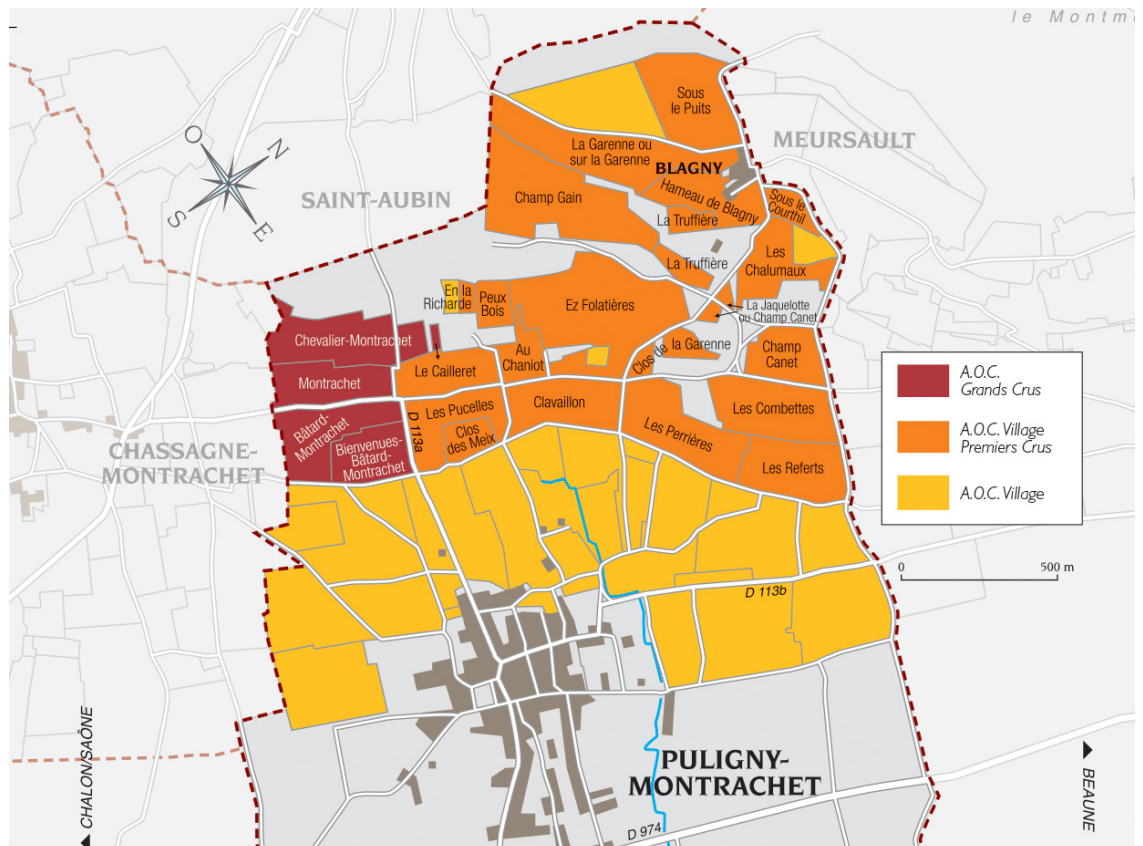 le Montm
Sous
le Puits
MEURSAULT
La Garenne ou
sur la Garenne
BLAGNY
O
N
S
E
SAINT-AUBIN
Champ Gain
Hameau de Blagny
Sous le
Courthil
La Truffière
Les
Chalumaux
La Truffière
En la
Richarde
Peux
Bois
Ez Folatières
La Jaquelotte
ou Champ Canet
Chevalier-Montrachet
Au
Chaniot
Clos de
la Garenne
Champ
Canet
Le Cailleret
Montrachet
A.O.C.
Grands Crus
A.O.C. Village
Premiers Crus
A.O.C. Village
Les Pucelles
Clavaillon
Les Combettes
D 113a
Bâtard-
Montrachet
Clos
des Meix
Bienvenues-
Bâtard-
Montrachet
Les Perrières
Les Referts
CHASSAGNE-
MONTRACHET
0
500 m
D 113b
PULIGNY-
MONTRACHET
CHALON/SAÔNE
BEAUNE
D 974